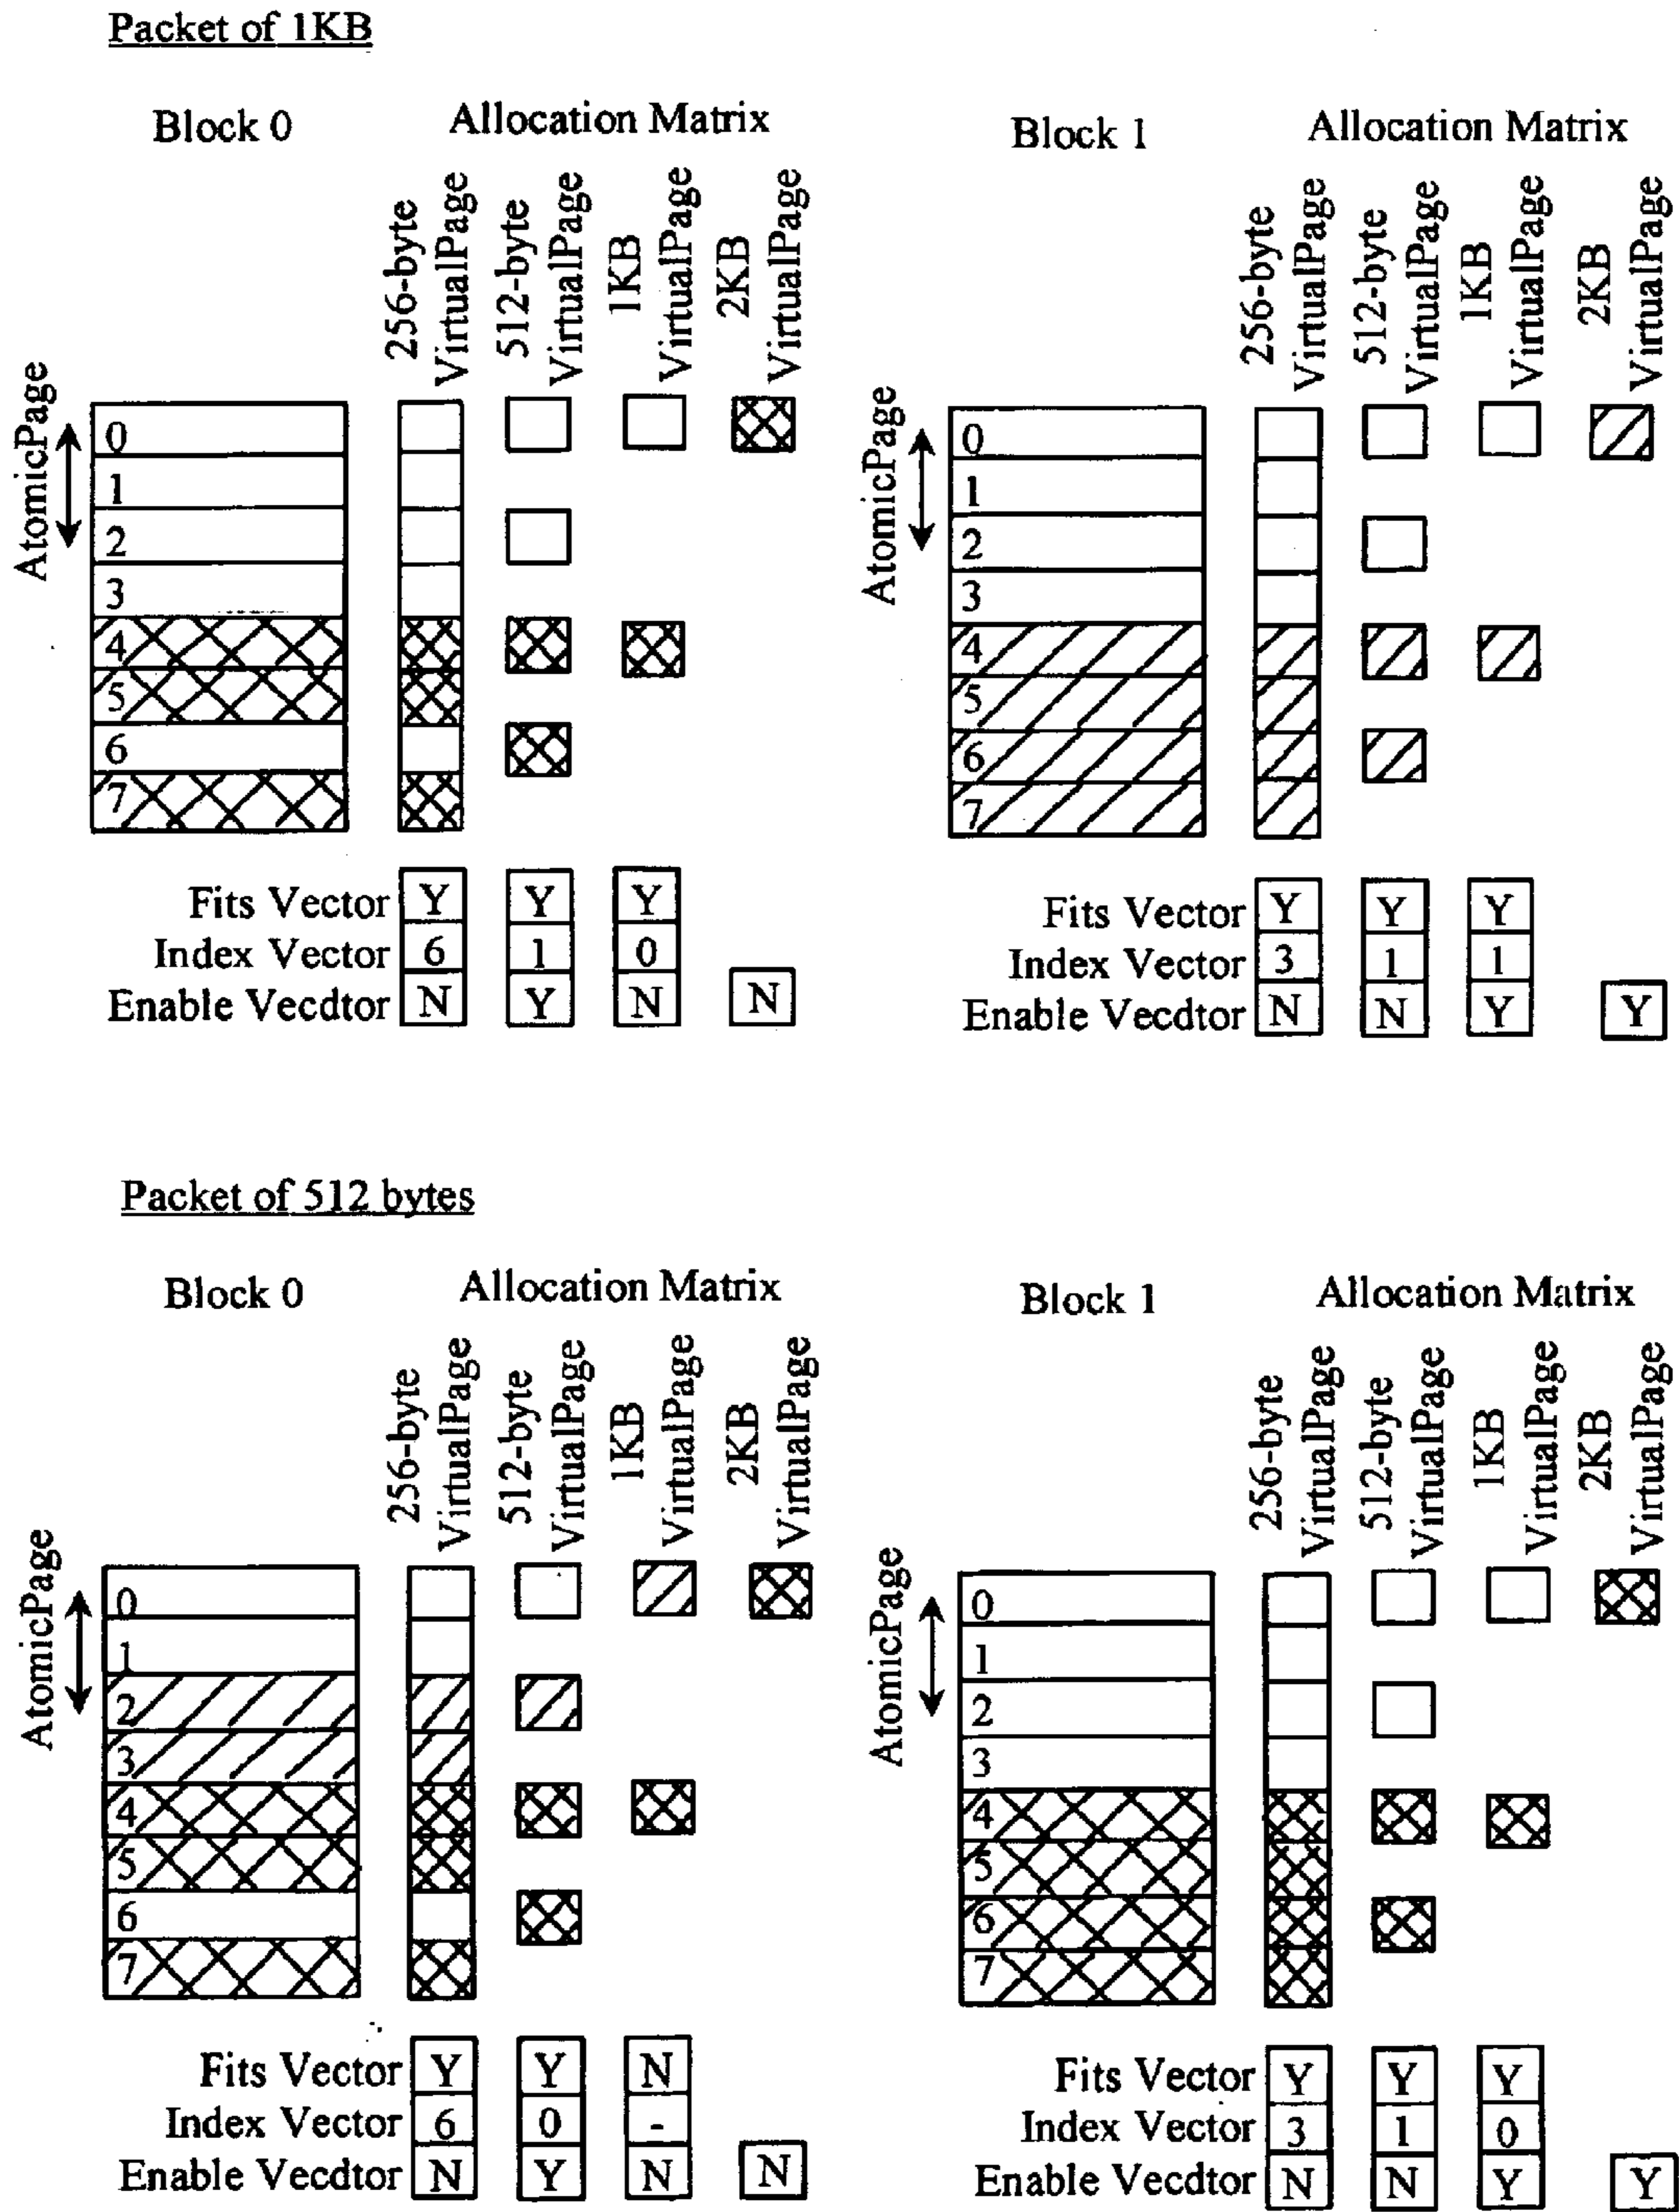 Packet of 1KB
Block 0
Allocation Matrix
256-byte
VirtualPage
512-byte
VirtualPage
1KB
VirtualPage
2KB
VirtualPage
AtomicPage
0
1
2
3
4
5
6
7
Fits Vector Y Y Y
Index Vector 6 1 0
Enable Vecdtor N Y N N
Block 1
Allocation Matrix
256-byte
VirtualPage
512-byte
VirtualPage
1KB
VirtualPage
2KB
VirtualPage
AtomicPage
0
1
2
3
4
5
6
7
Fits Vector Y Y Y
Index Vector 3 1 1
Enable Vecdtor N N Y Y
Packet of 512 bytes
Block 0
Allocation Matrix
256-byte
VirtualPage
512-byte
VirtualPage
1KB
VirtualPage
2KB
VirtualPage
AtomicPage
0
1
2
3
4
5
6
7
Fits Vector Y Y N
Index Vector 6 0 -
Enable Vecdtor N Y N N
Block 1
Allocation Matrix
256-byte
VirtualPage
512-byte
VirtualPage
1KB
VirtualPage
2KB
VirtualPage
AtomicPage
0
1
2
3
4
5
6
7
Fits Vector Y Y Y
Index Vector 3 1 0
Enable Vecdtor N N Y Y